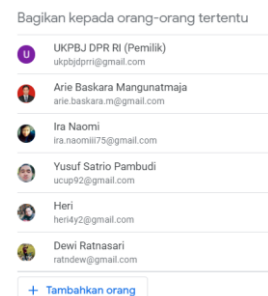 Bagikan kepada orang-orang tertentu
U
UKPBJ DPR RI (Pemilik)
ukpbjdprri@gmail.com
Arie Baskara Mangunatmaja
arie.baskara.m@gmail.com
Ira Naomi
ira.naomiii75@gmail.com
Yusuf Satrio Pambudi
ucup92@gmail.com
Heri
heri4y2@gmail.com
Dewi Ratnasari
ratndew@gmail.com
+ Tambahkan orang